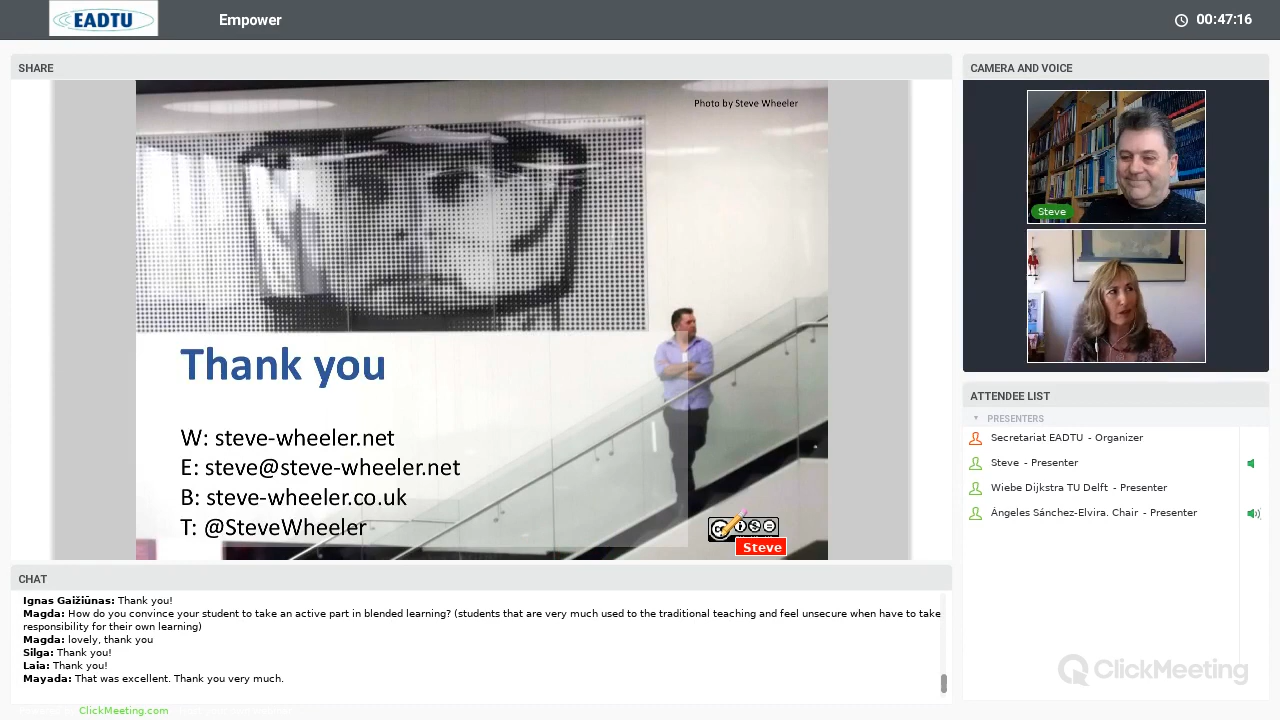 EADTU
Empower
00:47:16
SHARE
Photo by Steve Wheeler
Thank you
W: steve-wheeler.net
E: steve@steve-wheeler.net
B: steve-wheeler.co.uk
T: @SteveWheeler
Steve
CAMERA AND VOICE
Steve
ATTENDEE LIST
PRESENTERS
Secretariat EADTU - Organizer
Steve - Presenter
Wiebe Dijkstra TU Delft - Presenter
Ángeles Sánchez-Elvira. Chair - Presenter
CHAT
Ignas Gaižiūnas: Thank you!
Magda: How do you convince your student to take an active part in blended learning? (students that are very much used to the traditional teaching and feel unsecure when have to take
responsibility for their own learning)
Magda: lovely, thank you
Silga: Thank you!
Laia: Thank you!
Mayada: That was excellent. Thank you very much.
ClickMeeting
ClickMeeting.com